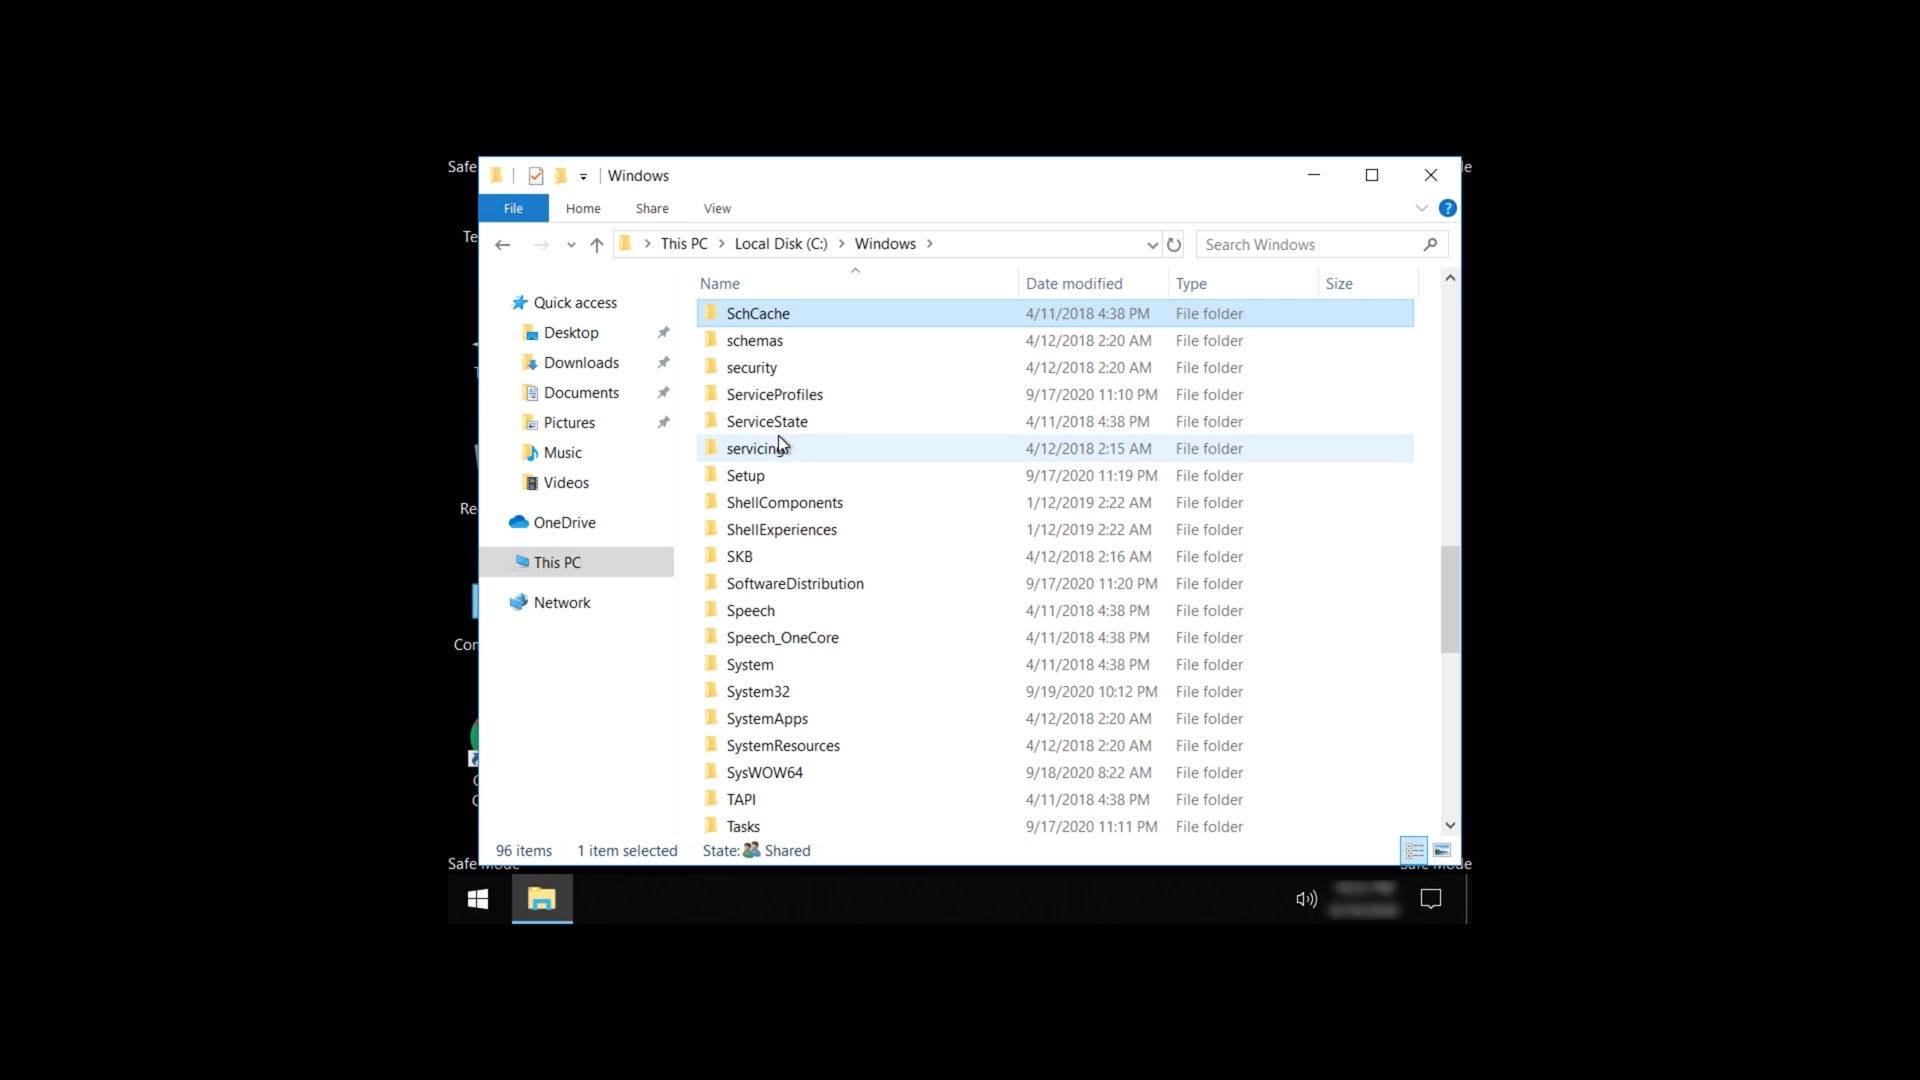 Safe
le
Windows
File Home Share View
Te
This PC Local Disk (C:) Windows
Search Windows
Name Date modified Type Size
Quick access
Desktop
Downloads
Documents
Pictures
Music
Videos
OneDrive
This PC
Network
SchCache 4/11/2018 4:38 PM File folder
schemas 4/12/2018 2:20 AM File folder
security 4/12/2018 2:20 AM File folder
ServiceProfiles 9/17/2020 11:10 PM File folder
ServiceState 4/11/2018 4:38 PM File folder
servicing 4/12/2018 2:15 AM File folder
Setup 9/17/2020 11:19 PM File folder
ShellComponents 1/12/2019 2:22 AM File folder
ShellExperiences 1/12/2019 2:22 AM File folder
SKB 4/12/2018 2:16 AM File folder
SoftwareDistribution 9/17/2020 11:20 PM File folder
Speech 4/11/2018 4:38 PM File folder
Speech_OneCore 4/11/2018 4:38 PM File folder
System 4/11/2018 4:38 PM File folder
System32 9/19/2020 10:12 PM File folder
SystemApps 4/12/2018 2:20 AM File folder
SystemResources 4/12/2018 2:20 AM File folder
SysWOW64 9/18/2020 8:22 AM File folder
TAPI 4/11/2018 4:38 PM File folder
Tasks 9/17/2020 11:11 PM File folder
Re
Cor
96 items 1 item selected State: Shared
Safe Mode
Safe Mode